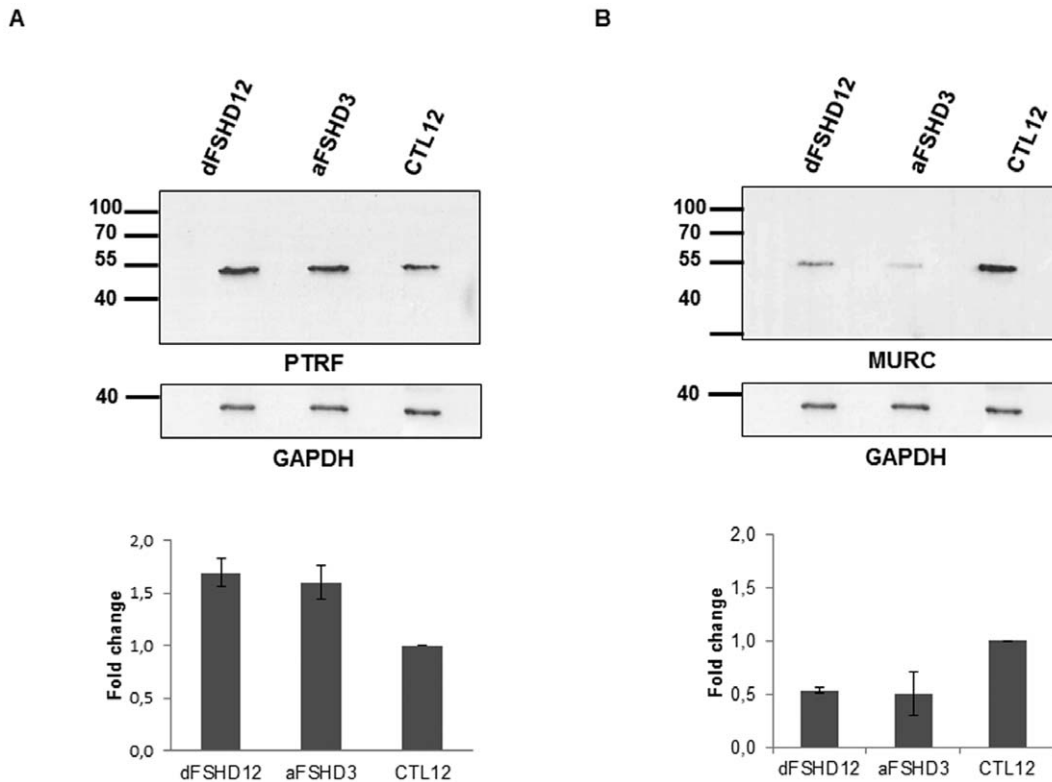 A
dFSHD12
aFSHD3
CTL12
100
70
55
40
PTRF
40
GAPDH
2,0
1,5
1,0
0,5
0,0
Fold change
dFSHD12
aFSHD3
CTL12
B
dFSHD12
aFSHD3
CTL12
100
70
55
40
MURC
40
GAPDH
2,0
1,5
1,0
0,5
0,0
Fold change
dFSHD12
aFSHD3
CTL12